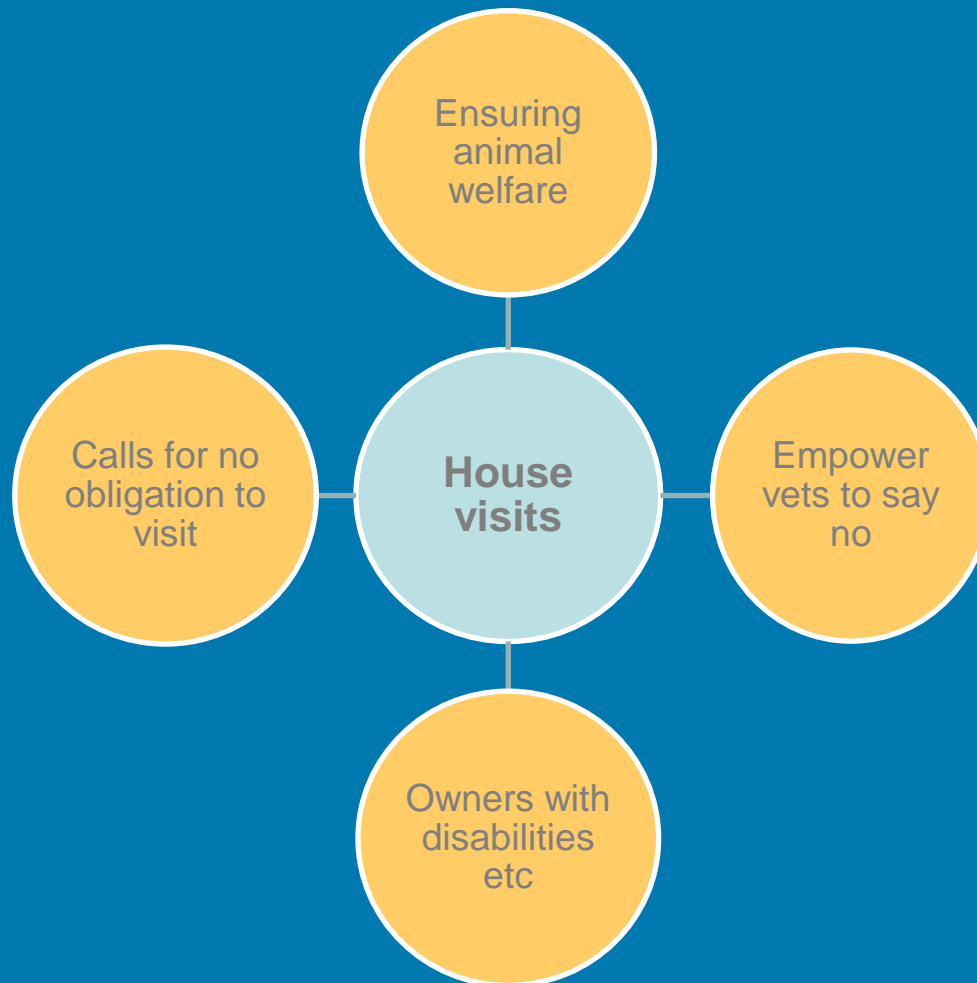 Ensuring
animal
welfare
Calls for no
obligation to
visit
House
visits
Empower
vets to say
no
Owners with
disabilities
etc